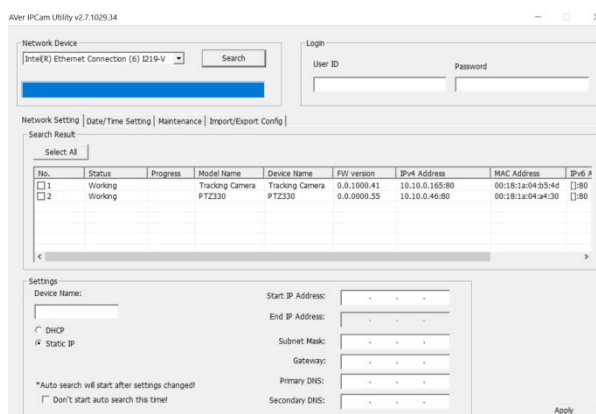 AVer IPCam Utility v2.7.1029.34
Network Device
Intel(R) Ethernet Connection (6) I219-V
Search
Login
User ID
Password
Network Setting Date/Time Setting Maintenance Import/Export Config
Search Result
Select All
No. Status Progress Model Name Device Name FW version IPv4 Address MAC Address IPv6 A
1 Working Tracking Camera Tracking Camera 0.0.1000.41 10.10.0.165:80 00:18:1a:04:b5:4d []:80
2 Working PTZ330 PTZ330 0.0.0000.55 10.10.0.46:80 00:18:1a:04:a4:30 []:80
Settings
Device Name:
DHCP
Static IP
*Auto search will start after settings changed!
Don't start auto search this time!
Start IP Address:
End IP Address:
Subnet Mask:
Gateway:
Primary DNS:
Secondary DNS:
Apply